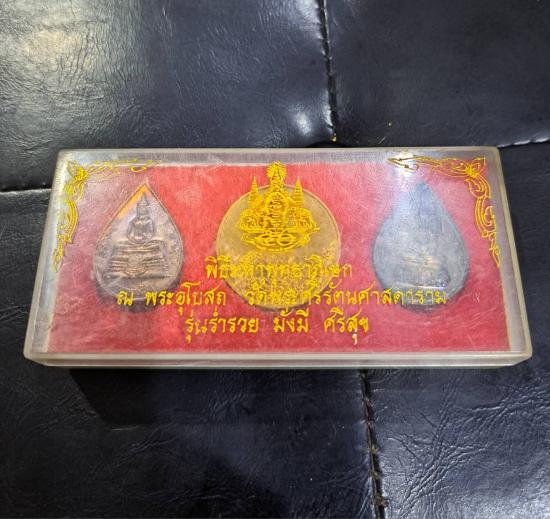 พิธีมหาพุทธาภิเษก
ณ พระอุโบสถ วัดพระศรีรัตนศาสดาราม
รุ่นร่ำรวย มั่งมี ศรีสุข